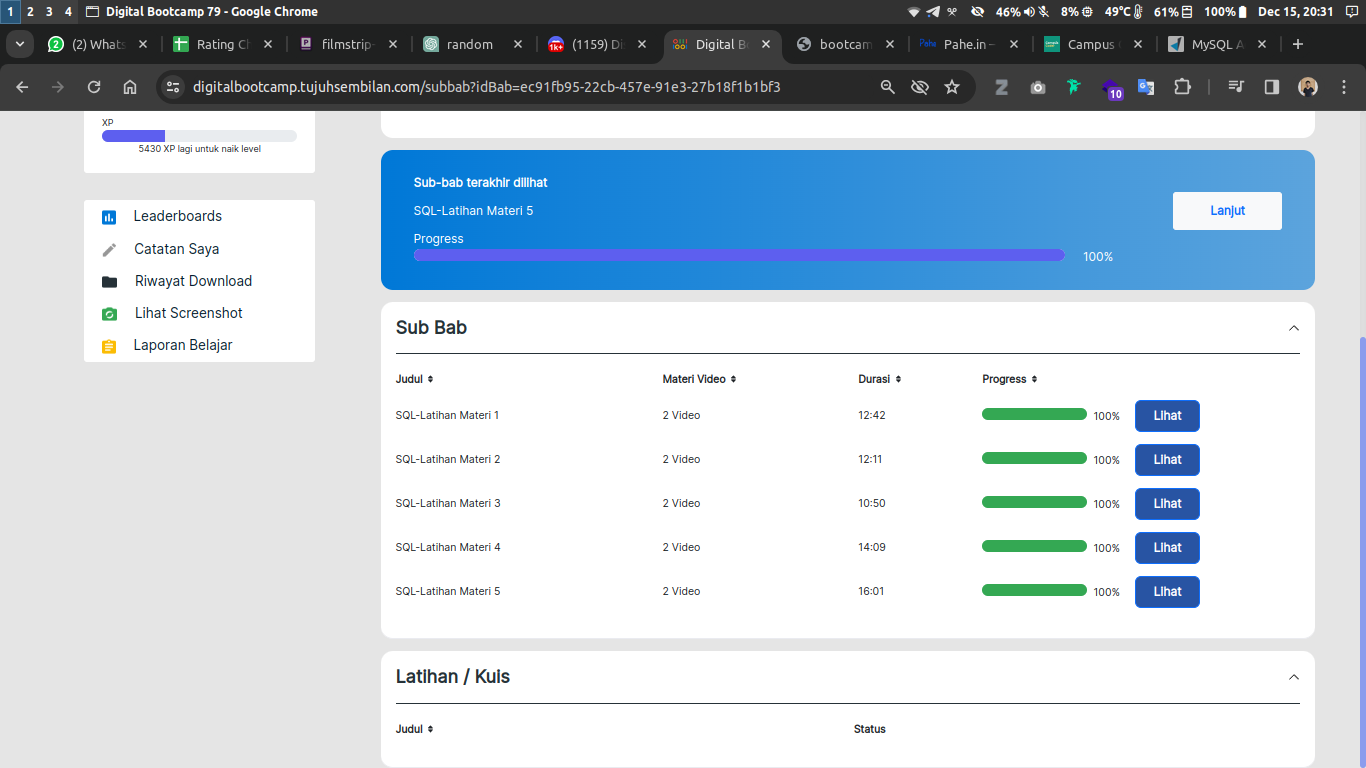 1 2 3 4 Digital Bootcamp 79 - Google Chrome 46% 8% 49°C 61% 100% Dec 15, 20:31
(2) Whats Rating Ch filmstrip- random (1159) Di Digital Bo bootcam Pahe.in – Campus MySQL A
digitalbootcamp.tujuhsembilan.com/subbab?idBab=ec91fb95-22cb-457e-91e3-27b18f1b1bf3 10
XP
5430 XP lagi untuk naik level
Leaderboards
Catatan Saya
Riwayat Download
Lihat Screenshot
Laporan Belajar
Sub-bab terakhir dilihat
SQL-Latihan Materi 5
Lanjut
Progress
100%
Sub Bab
Judul Materi Video Durasi Progress
SQL-Latihan Materi 1 2 Video 12:42 100% Lihat
SQL-Latihan Materi 2 2 Video 12:11 100% Lihat
SQL-Latihan Materi 3 2 Video 10:50 100% Lihat
SQL-Latihan Materi 4 2 Video 14:09 100% Lihat
SQL-Latihan Materi 5 2 Video 16:01 100% Lihat
Latihan / Kuis
Judul Status